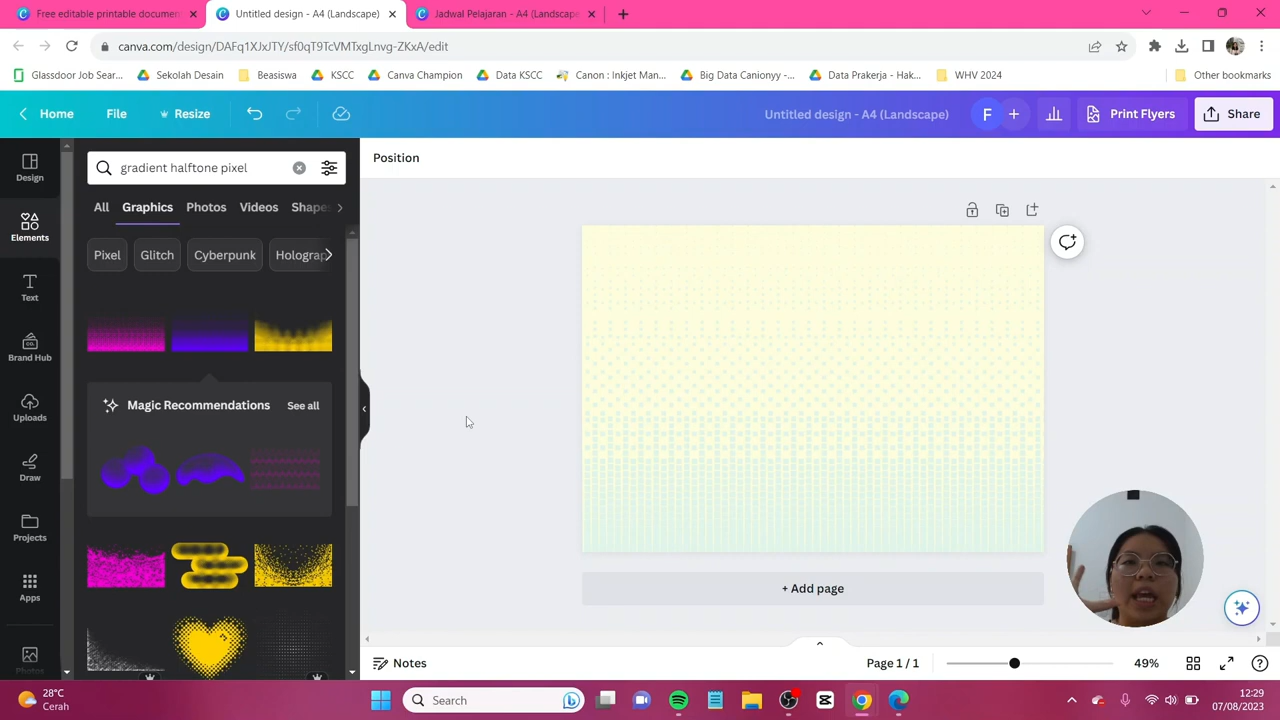 Free editable printable documen
Untitled design - A4 (Landscape)
Jadwal Pelajaran - A4 (Landscape
canva.com/design/DAFq1XJxJTY/sf0qT9TcVMTxgLnvg-ZKxA/edit
Glassdoor Job Sear...
Sekolah Desain
Beasiswa
KSCC
Canva Champion
Data KSCC
Canon : Inkjet Man...
Big Data Canionyy -...
Data Prakerja - Hak...
WHV 2024
Other bookmarks
Home
File
Resize
Untitled design - A4 (Landscape)
F
Print Flyers
Share
Design
Elements
Text
Brand Hub
Uploads
Draw
Projects
Apps
Photos
gradient halftone pixel
All
Graphics
Photos
Videos
Shape
Pixel
Glitch
Cyberpunk
Holograp
Magic Recommendations
See all
Position
+ Add page
Notes
Page 1 / 1
49%
28°C
Cerah
Search
12:29
07/08/2023